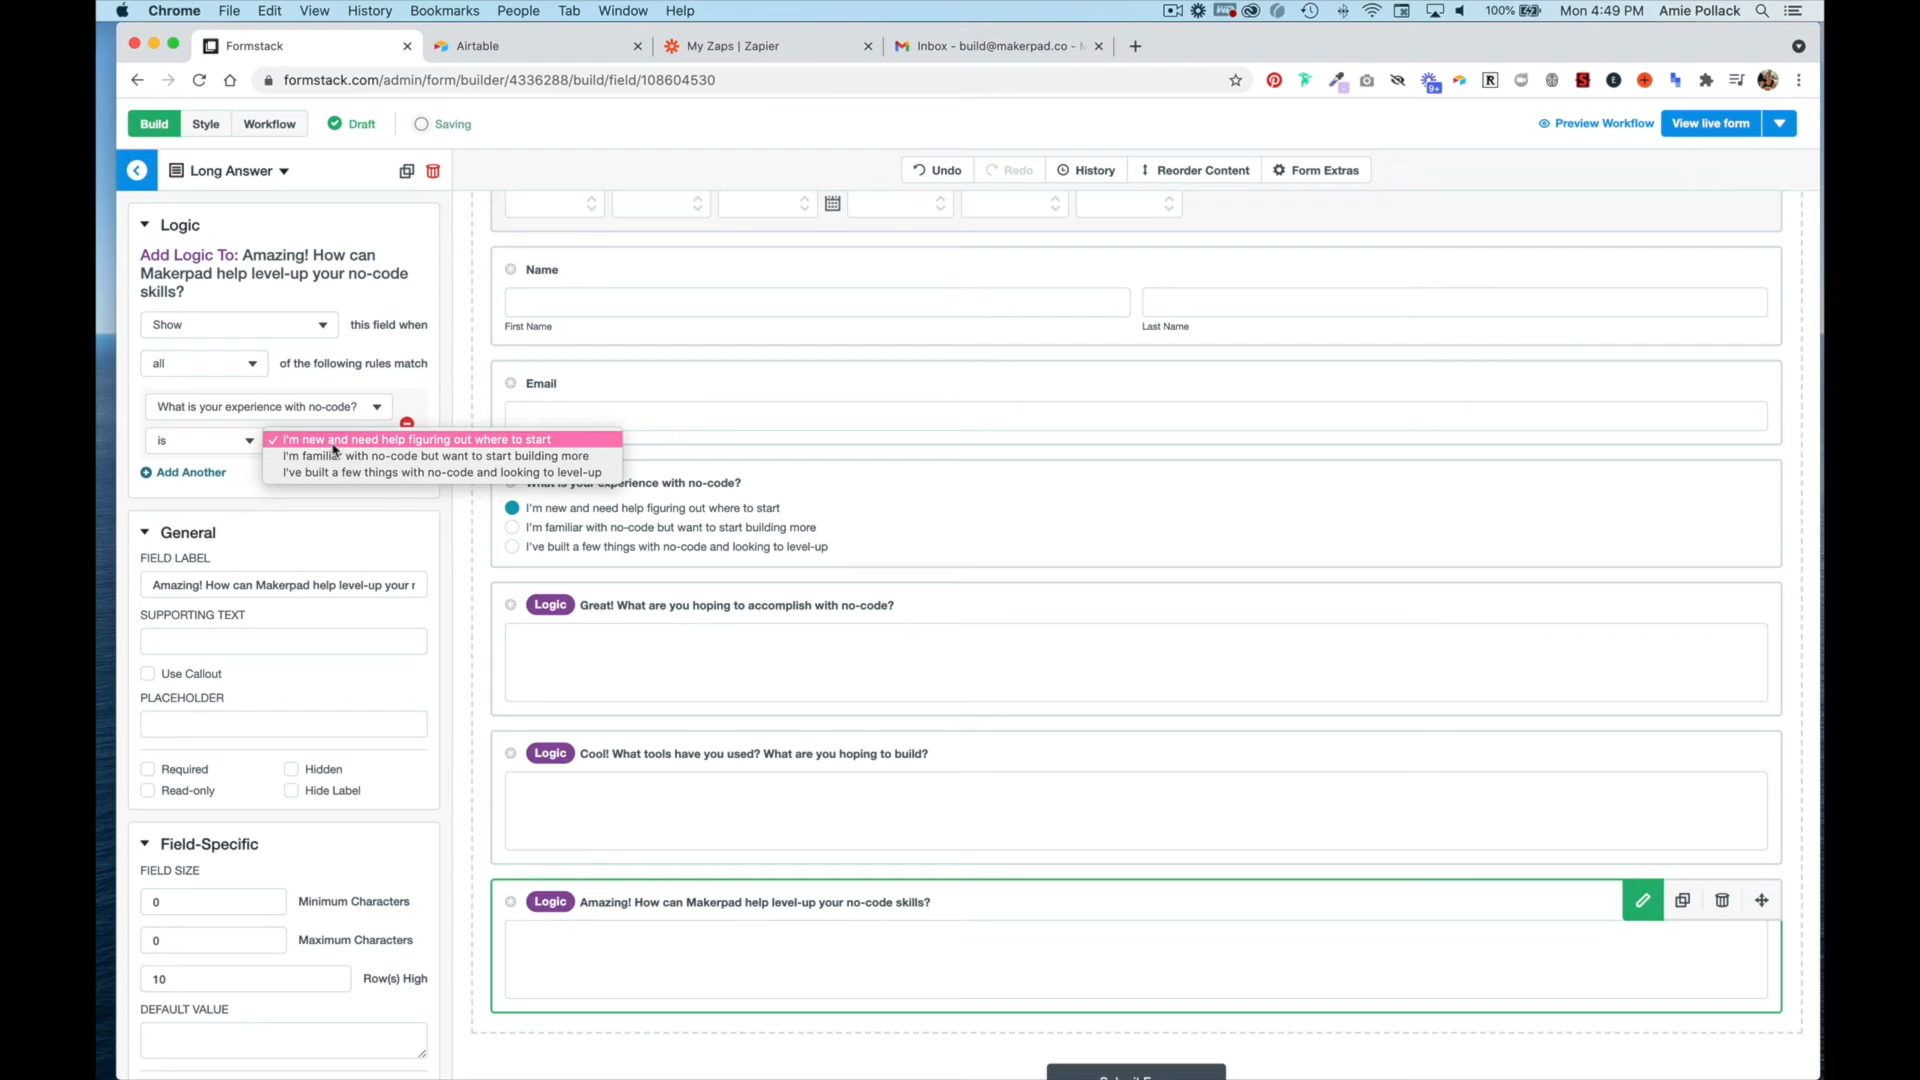 Chrome File Edit View History Bookmarks People Tab Window Help 100% Mon 4:49 PM Amie Pollack
Formstack Airtable My Zaps | Zapier Inbox - build@makerpad.co -
formstack.com/admin/form/builder/4336288/build/field/108604530
9+
Build Style Workflow Draft Saving Preview Workflow View live form
Long Answer Undo Redo History Reorder Content Form Extras
Logic
Add Logic To: Amazing! How can
Makerpad help level-up your no-code
skills?
Show this field when
all of the following rules match
What is your experience with no-code?
is
I'm new and need help figuring out where to start
I'm familiar with no-code but want to start building more
I've built a few things with no-code and looking to level-up
Add Another
General
FIELD LABEL
Amazing! How can Makerpad help level-up your
SUPPORTING TEXT
Use Callout
PLACEHOLDER
Required Hidden
Read-only Hide Label
Field-Specific
FIELD SIZE
0 Minimum Characters
0 Maximum Characters
10 Row(s) High
DEFAULT VALUE
Name
First Name Last Name
Email
What is your experience with no-code?
I'm new and need help figuring out where to start
I'm familiar with no-code but want to start building more
I've built a few things with no-code and looking to level-up
Logic Great! What are you hoping to accomplish with no-code?
Logic Cool! What tools have you used? What are you hoping to build?
Logic Amazing! How can Makerpad help level-up your no-code skills?